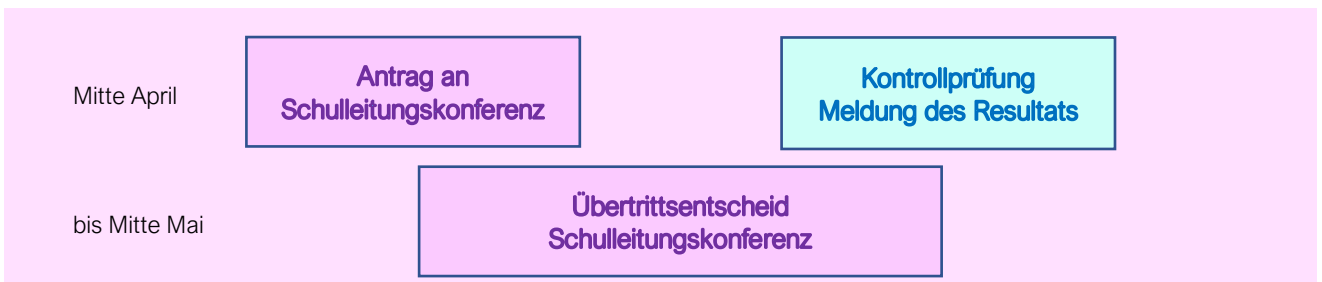 Mitte April
Antrag an
Schulleitungskonferenz
Kontrollprüfung
Meldung des Resultats
bis Mitte Mai
Übertrittsentscheid
Schulleitungskonferenz